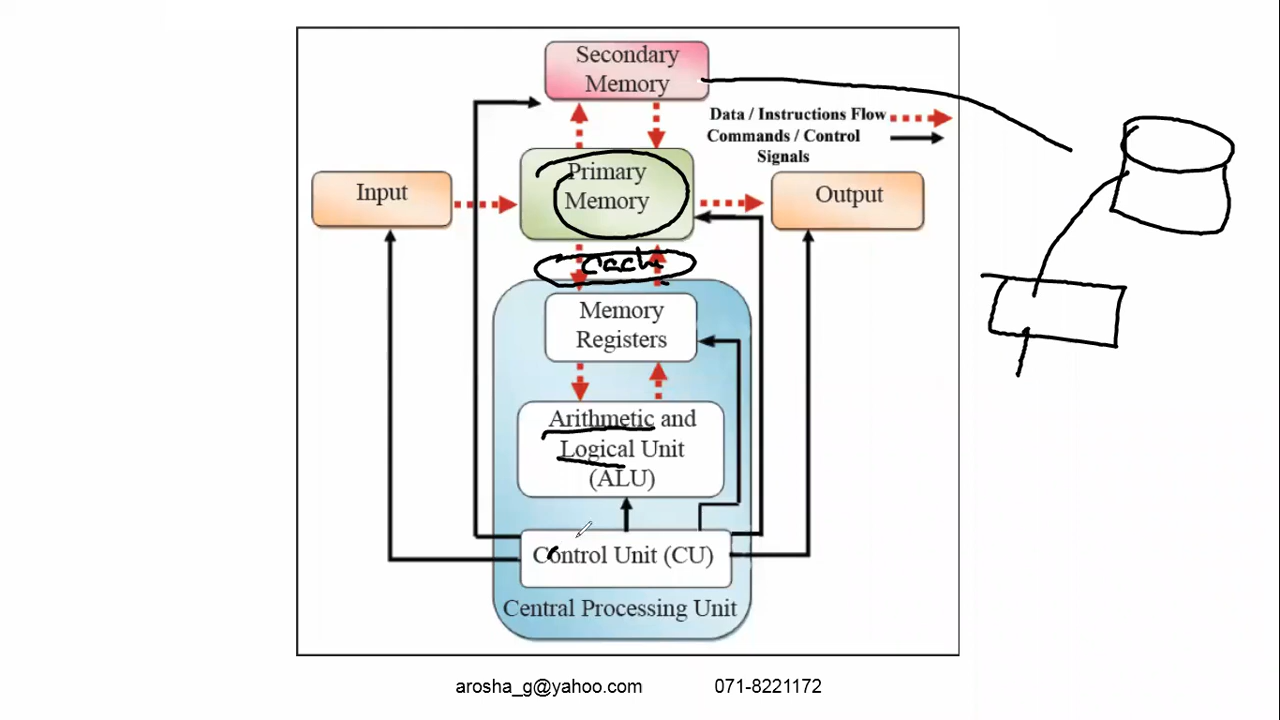 Secondary
Memory
Data / Instructions Flow
Commands / Control
Signals
Primary
Memory
Input
Output
Cache
Memory
Registers
Arithmetic and
Logical Unit
(ALU)
Control Unit (CU)
Central Processing Unit
arosha_g@yahoo.com 071-8221172